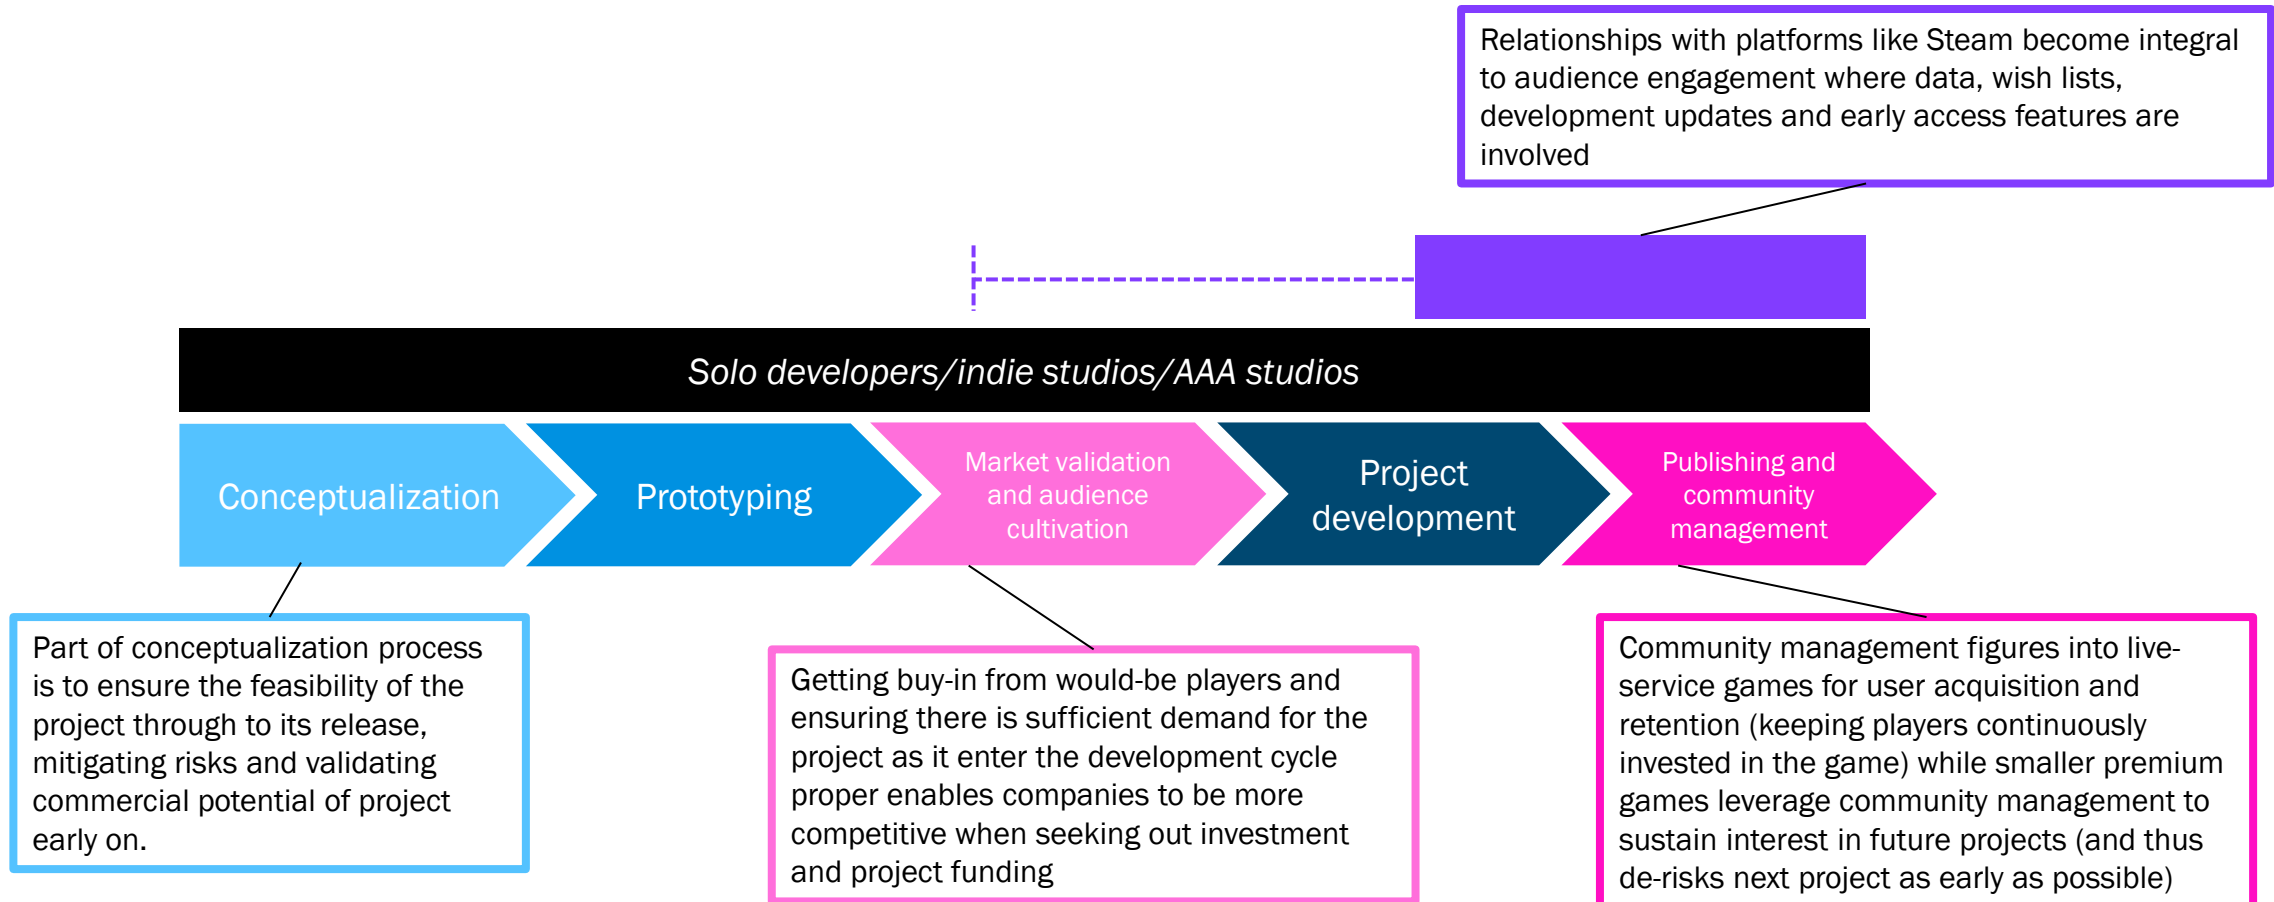 Relationships with platforms like Steam become integral
to audience engagement where data, wish lists,
development updates and early access features are
involved
Solo developers/indie studios/AAA studios
Conceptualization
Prototyping
Market validation
and audience
cultivation
Project
development
Publishing and
community
management
Part of conceptualization process
is to ensure the feasibility of the
project through to its release,
mitigating risks and validating
commercial potential of project
early on.
Getting buy-in from would-be players and
ensuring there is sufficient demand for the
project as it enter the development cycle
proper enables companies to be more
competitive when seeking out investment
and project funding
Community management figures into live-
service games for user acquisition and
retention (keeping players continuously
invested in the game) while smaller premium
games leverage community management to
sustain interest in future projects (and thus
de-risks next project as early as possible)